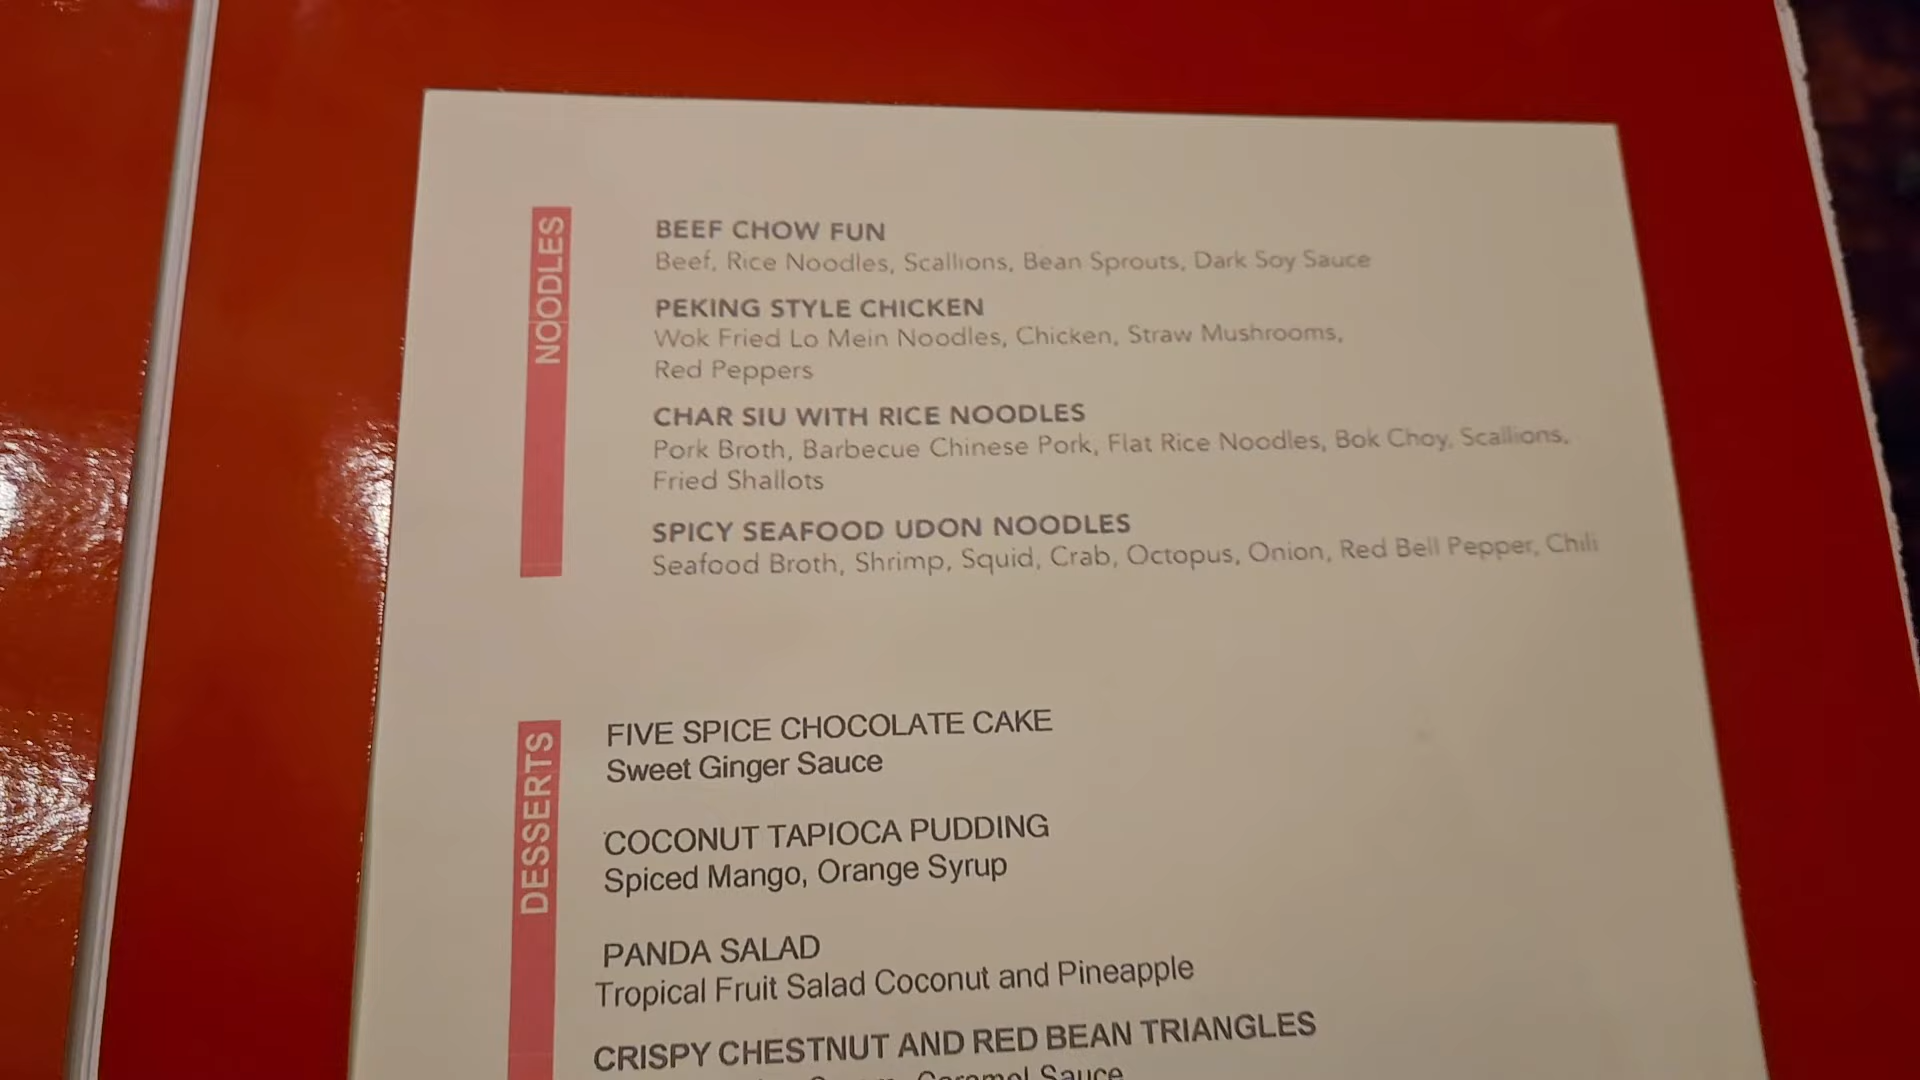 NOODLES
BEEF CHOW FUN
Beef, Rice Noodles, Scallions, Bean Sprouts, Dark Soy Sauce
PEKING STYLE CHICKEN
Wok Fried Lo Mein Noodles, Chicken, Straw Mushrooms,
Red Peppers
CHAR SIU WITH RICE NOODLES
Pork Broth, Barbecue Chinese Pork, Flat Rice Noodles, Bok Choy, Scallions,
Fried Shallots
SPICY SEAFOOD UDON NOODLES
Seafood Broth, Shrimp, Squid, Crab, Octopus, Onion, Red Bell Pepper, Chili
DESSERTS
FIVE SPICE CHOCOLATE CAKE
Sweet Ginger Sauce
COCONUT TAPIOCA PUDDING
Spiced Mango, Orange Syrup
PANDA SALAD
Tropical Fruit Salad Coconut and Pineapple
CRISPY CHESTNUT AND RED BEAN TRIANGLES
Caramel Sauce